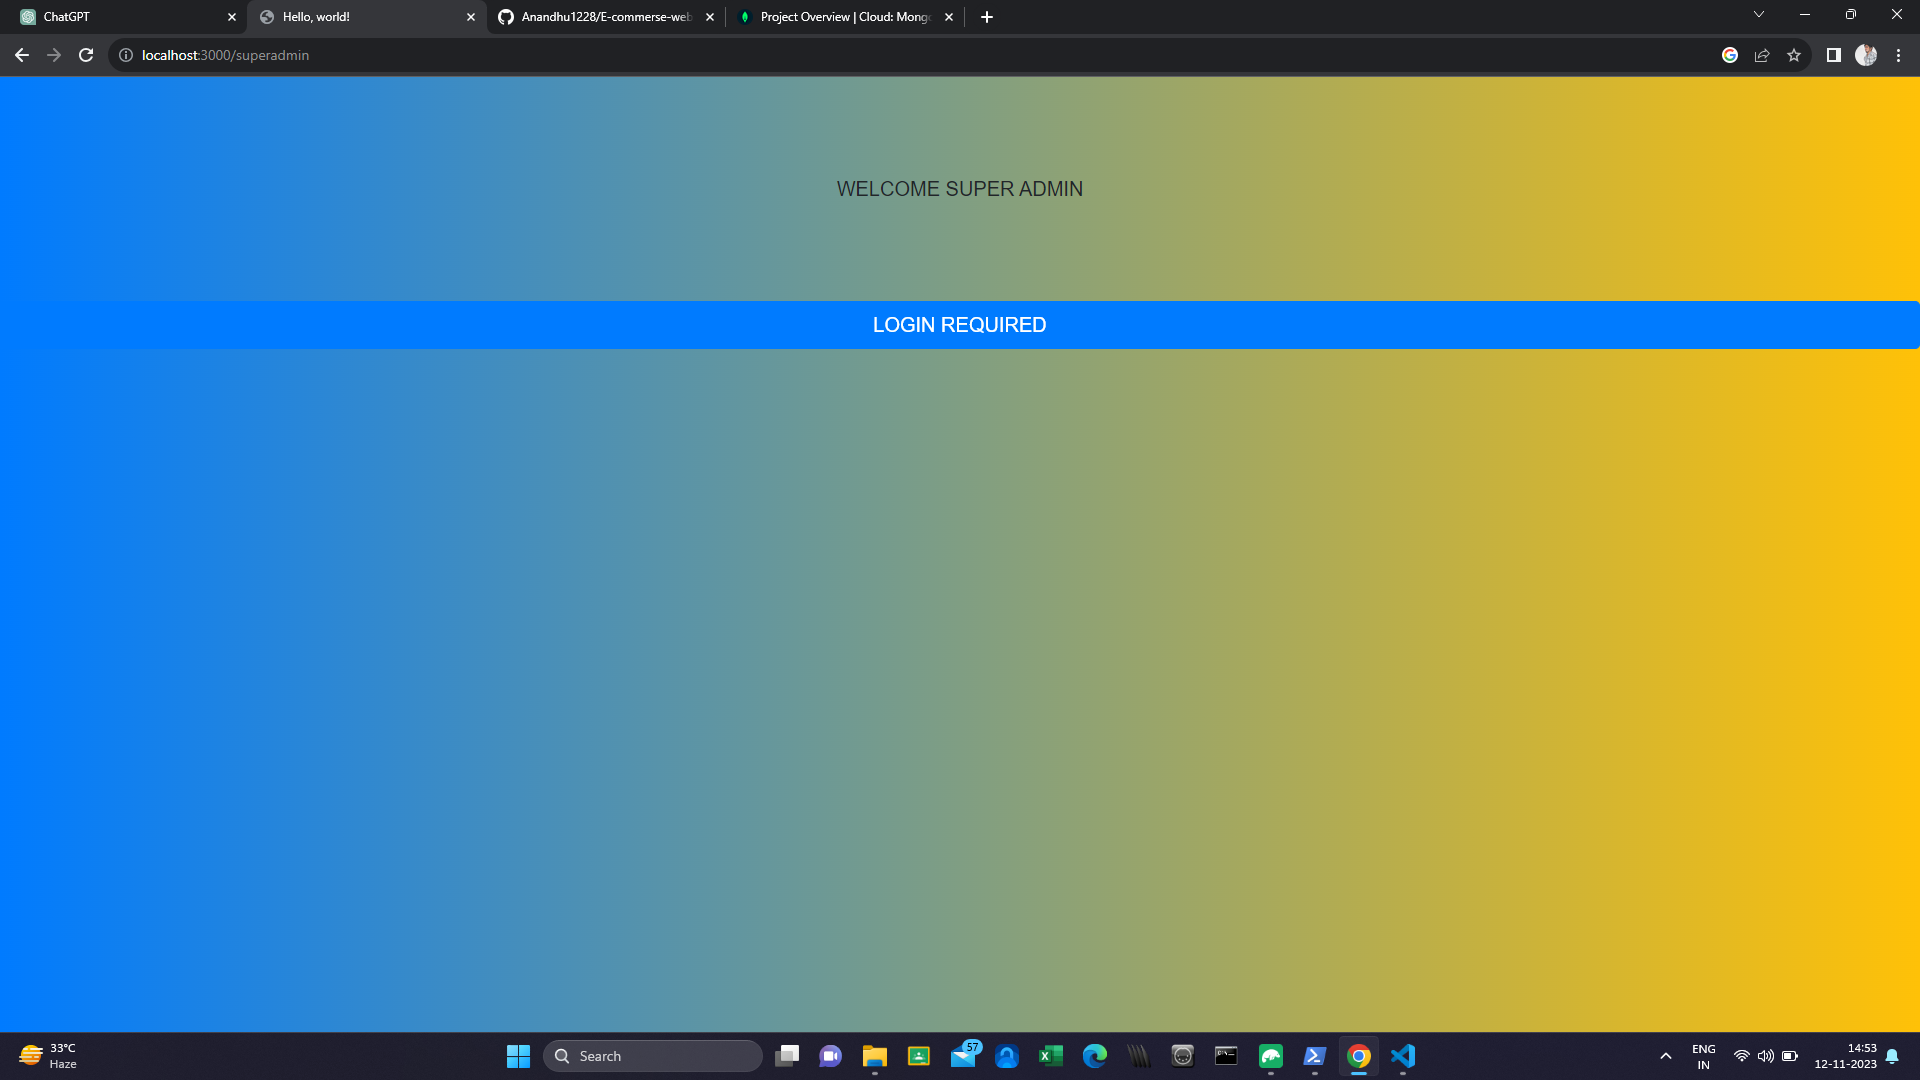 ChatGPT
Hello, world!
Anandhu1228/E-commerse-web
Project Overview | Cloud: Mong
localhost:3000/superadmin
WELCOME SUPER ADMIN
LOGIN REQUIRED
33°C
Haze
Search
57
ENG
IN
14:53
12-11-2023